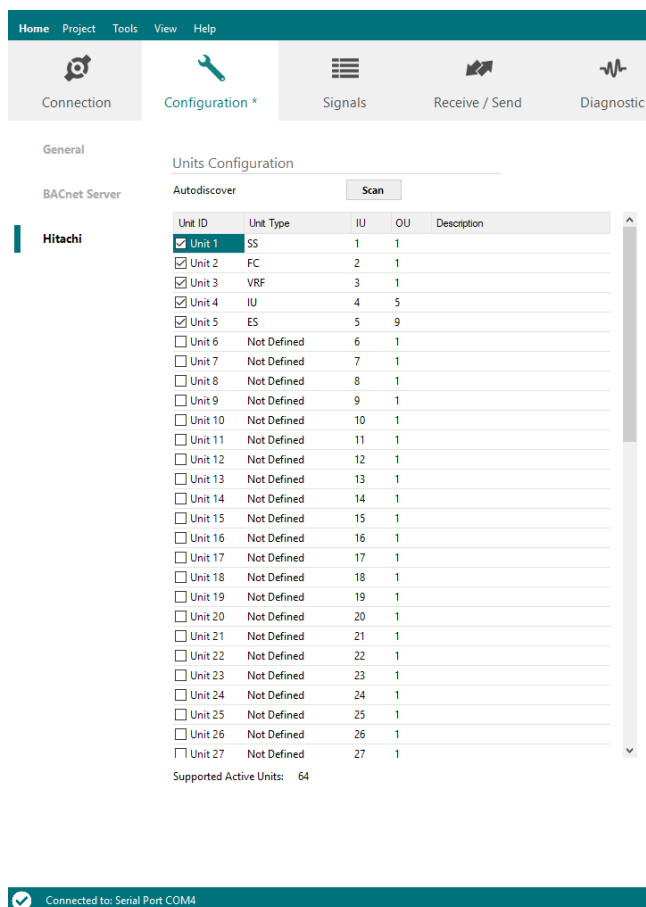 Home Project Tools View Help
Connection Configuration * Signals Receive / Send Diagnostic
General
BACnet Server
Hitachi
Units Configuration
Autodiscover Scan
Unit ID Unit Type IU OU Description
Unit 1 SS 1 1
Unit 2 FC 2 1
Unit 3 VRF 3 1
Unit 4 IU 4 5
Unit 5 ES 5 9
Unit 6 Not Defined 6 1
Unit 7 Not Defined 7 1
Unit 8 Not Defined 8 1
Unit 9 Not Defined 9 1
Unit 10 Not Defined 10 1
Unit 11 Not Defined 11 1
Unit 12 Not Defined 12 1
Unit 13 Not Defined 13 1
Unit 14 Not Defined 14 1
Unit 15 Not Defined 15 1
Unit 16 Not Defined 16 1
Unit 17 Not Defined 17 1
Unit 18 Not Defined 18 1
Unit 19 Not Defined 19 1
Unit 20 Not Defined 20 1
Unit 21 Not Defined 21 1
Unit 22 Not Defined 22 1
Unit 23 Not Defined 23 1
Unit 24 Not Defined 24 1
Unit 25 Not Defined 25 1
Unit 26 Not Defined 26 1
Unit 27 Not Defined 27 1
Supported Active Units: 64
Connected to: Serial Port COM4